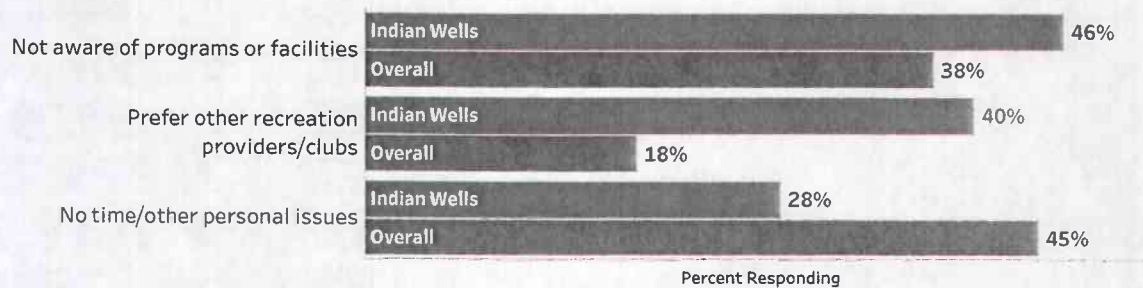 Not aware of programs or facilities
Indian Wells
46%
Overall
38%
Prefer other recreation
providers/clubs
Indian Wells
40%
Overall
18%
No time/other personal issues
Indian Wells
28%
Overall
45%
Percent Responding